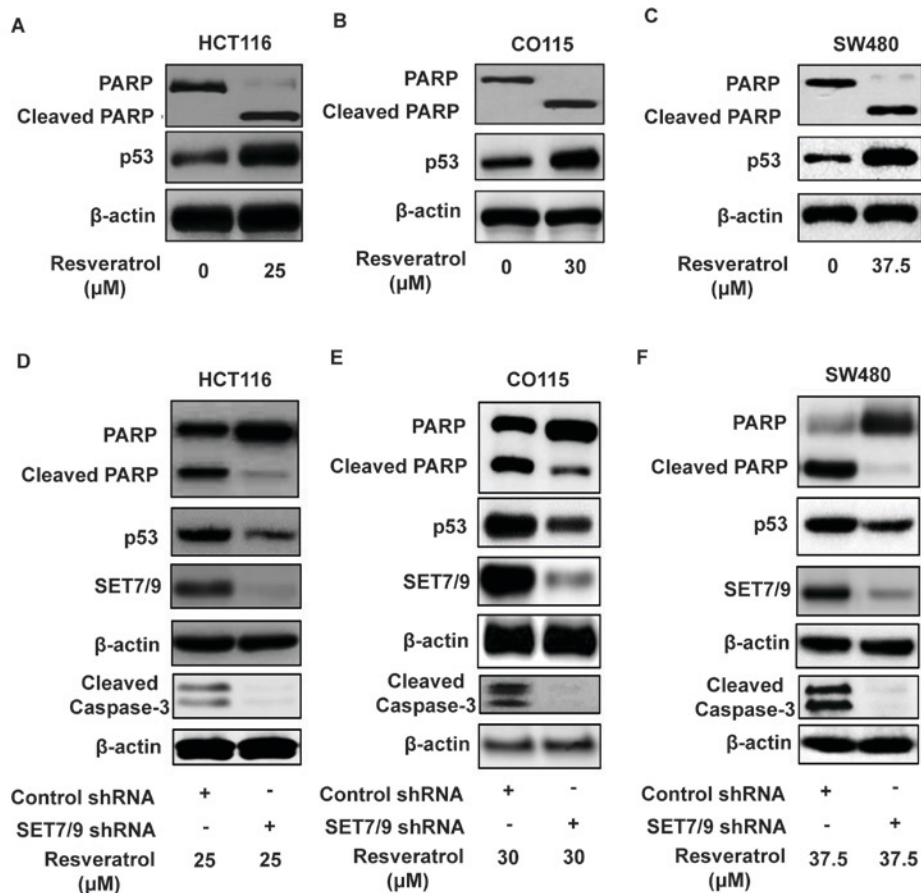 A
HCT116
PARP
Cleaved PARP
p53
β-actin
Resveratrol
(µM)
0 25
B
CO115
PARP
Cleaved PARP
p53
β-actin
Resveratrol
(µM)
0 30
C
SW480
PARP
Cleaved PARP
p53
β-actin
Resveratrol
(µM)
0 37.5
D
HCT116
PARP
Cleaved PARP
p53
SET7/9
β-actin
Cleaved
Caspase-3
β-actin
Control shRNA + -
SET7/9 shRNA - +
Resveratrol 25 25
(µM)
E
CO115
PARP
Cleaved PARP
p53
SET7/9
β-actin
Cleaved
Caspase-3
β-actin
Control shRNA + -
SET7/9 shRNA - +
Resveratrol 30 30
(µM)
F
SW480
PARP
Cleaved PARP
p53
SET7/9
β-actin
Cleaved
Caspase-3
β-actin
Control shRNA + -
SET7/9 shRNA - +
Resveratrol 37.5 37.5
(µM)